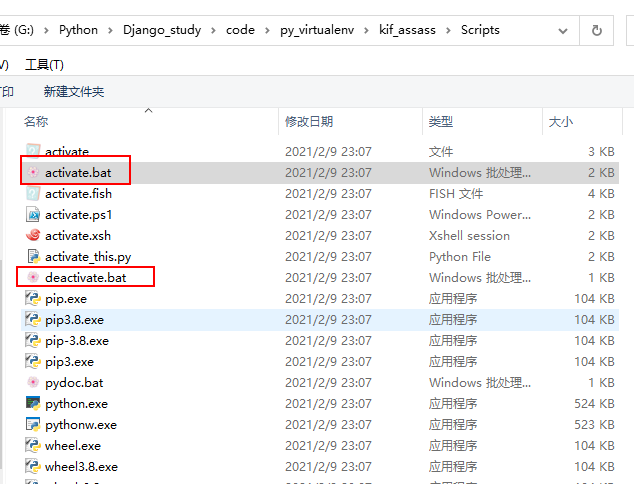 卷 (G:) > Python > Django_study > code > py_virtualenv > kif_assass > Scripts
V) 工具(T)
印 新建文件夹
名称 修改日期 类型 大小
activate 2021/2/9 23:07 文件 3 KB
activate.bat 2021/2/9 23:07 Windows 批处理... 2 KB
activate.fish 2021/2/9 23:07 FISH 文件 4 KB
activate.ps1 2021/2/9 23:07 Windows Power... 2 KB
activate.xsh 2021/2/9 23:07 Xshell session 2 KB
activate_this.py 2021/2/9 23:07 Python File 2 KB
deactivate.bat 2021/2/9 23:07 Windows 批处理... 1 KB
pip.exe 2021/2/9 23:07 应用程序 104 KB
pip3.8.exe 2021/2/9 23:07 应用程序 104 KB
pip-3.8.exe 2021/2/9 23:07 应用程序 104 KB
pip3.exe 2021/2/9 23:07 应用程序 104 KB
pydoc.bat 2021/2/9 23:07 Windows 批处理... 1 KB
python.exe 2021/2/9 23:07 应用程序 524 KB
pythonw.exe 2021/2/9 23:07 应用程序 523 KB
wheel.exe 2021/2/9 23:07 应用程序 104 KB
wheel3.8.exe 2021/2/9 23:07 应用程序 104 KB